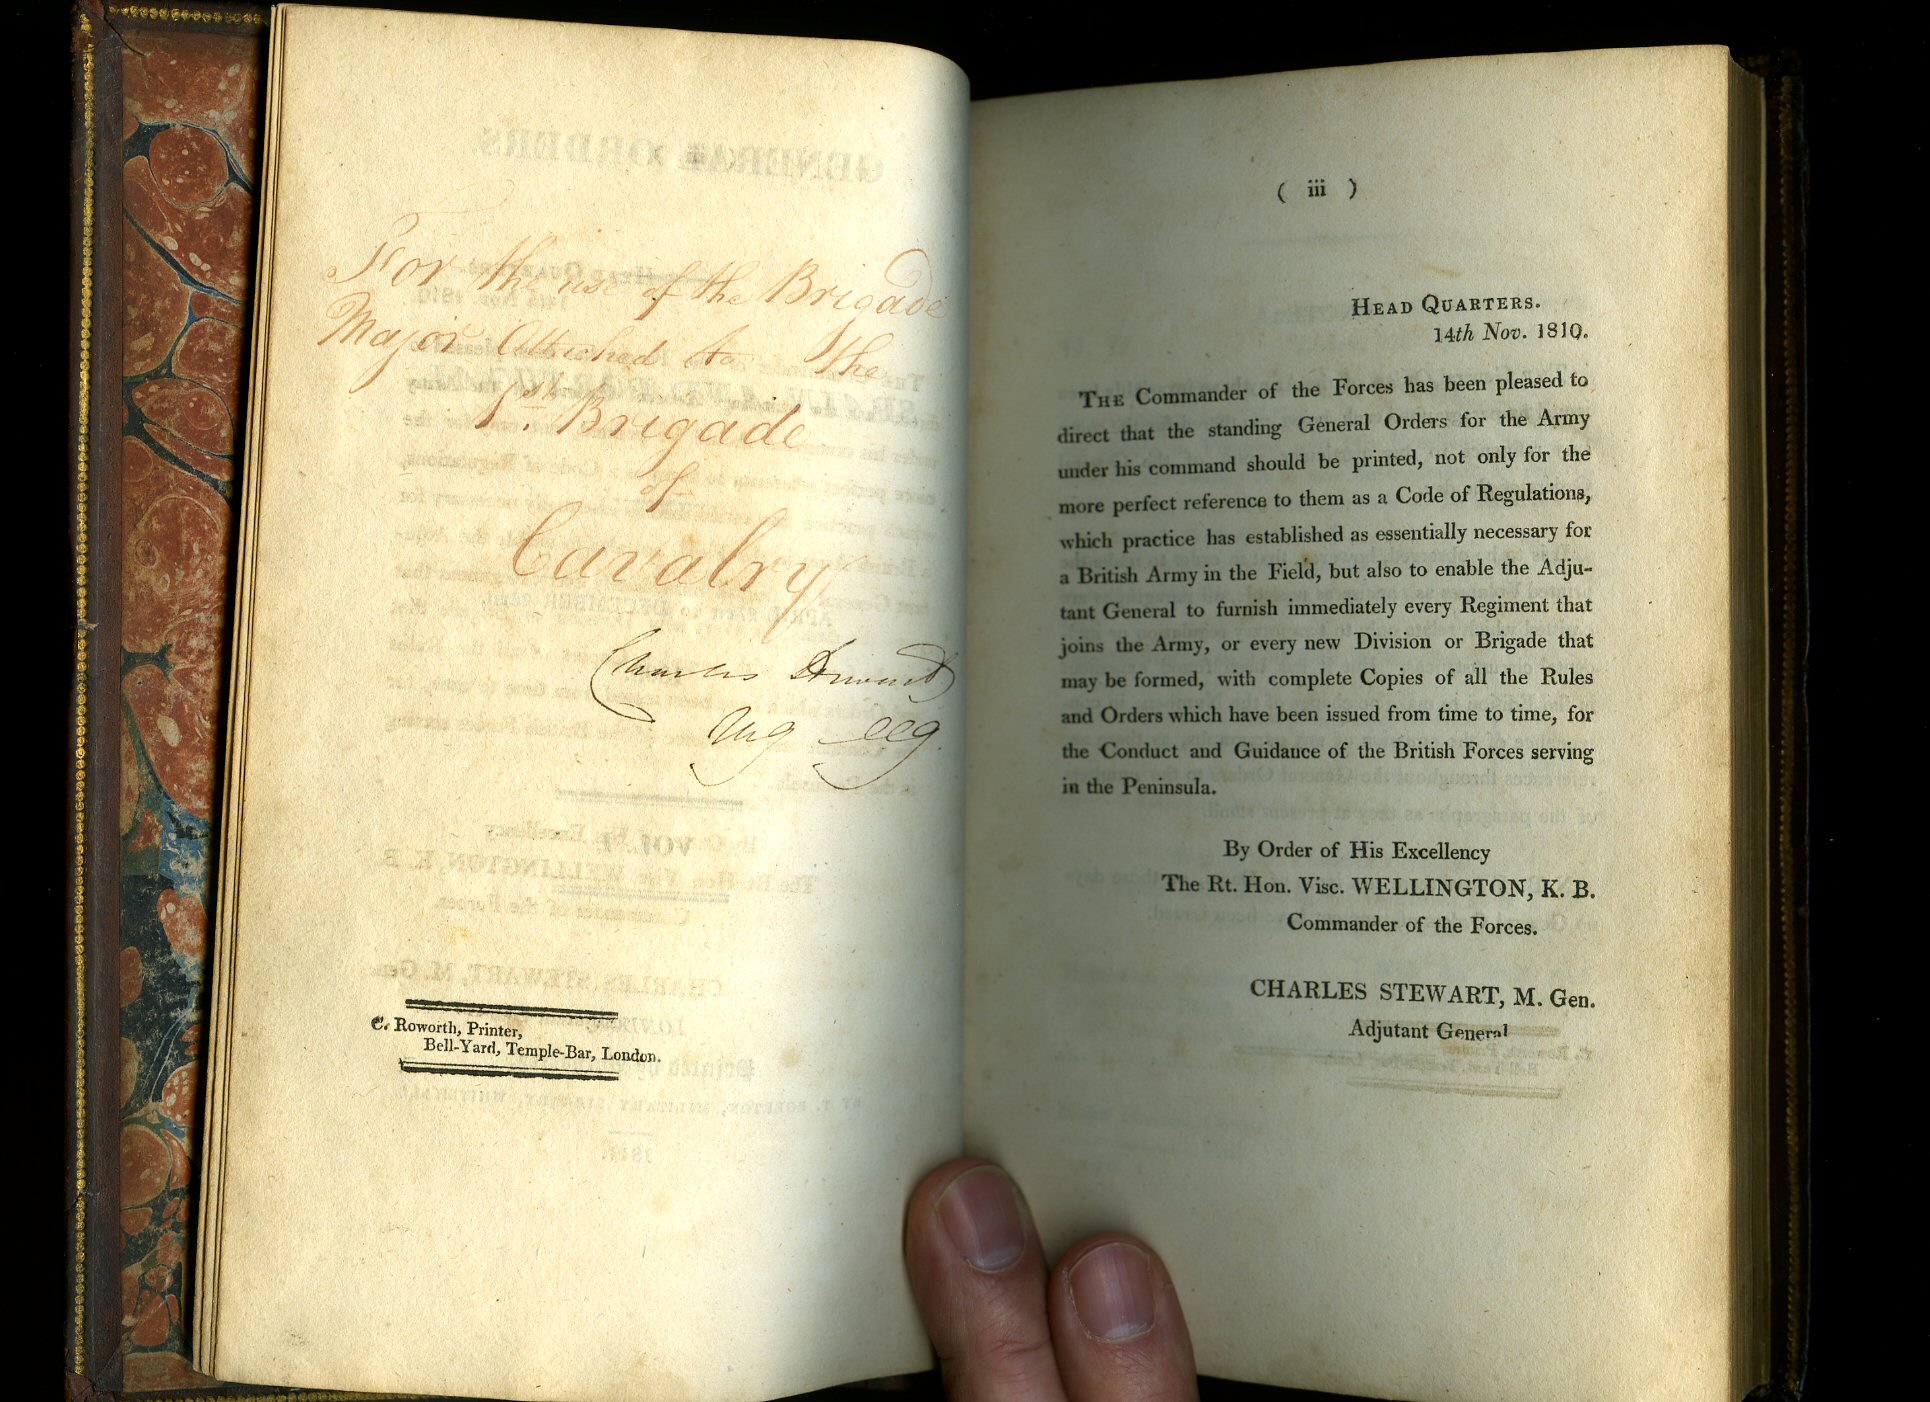 For the use of the Brigade
Major Attached to the
1st. Brigade
of
Cavalry
Charles Stewart
C. Roworth, Printer,
Bell-Yard, Temple-Bar, London.
( iii )
HEAD QUARTERS.
14th Nov. 1810.
THE Commander of the Forces has been pleased to
direct that the standing General Orders for the Army
under his command should be printed, not only for the
more perfect reference to them as a Code of Regulations,
which practice has established as essentially necessary for
a British Army in the Field, but also to enable the Adju-
tant General to furnish immediately every Regiment that
joins the Army, or every new Division or Brigade that
may be formed, with complete Copies of all the Rules
and Orders which have been issued from time to time, for
the Conduct and Guidance of the British Forces serving
in the Peninsula.
By Order of His Excellency
The Rt. Hon. Visc. WELLINGTON, K. B.
Commander of the Forces.
CHARLES STEWART, M. Gen.
Adjutant General